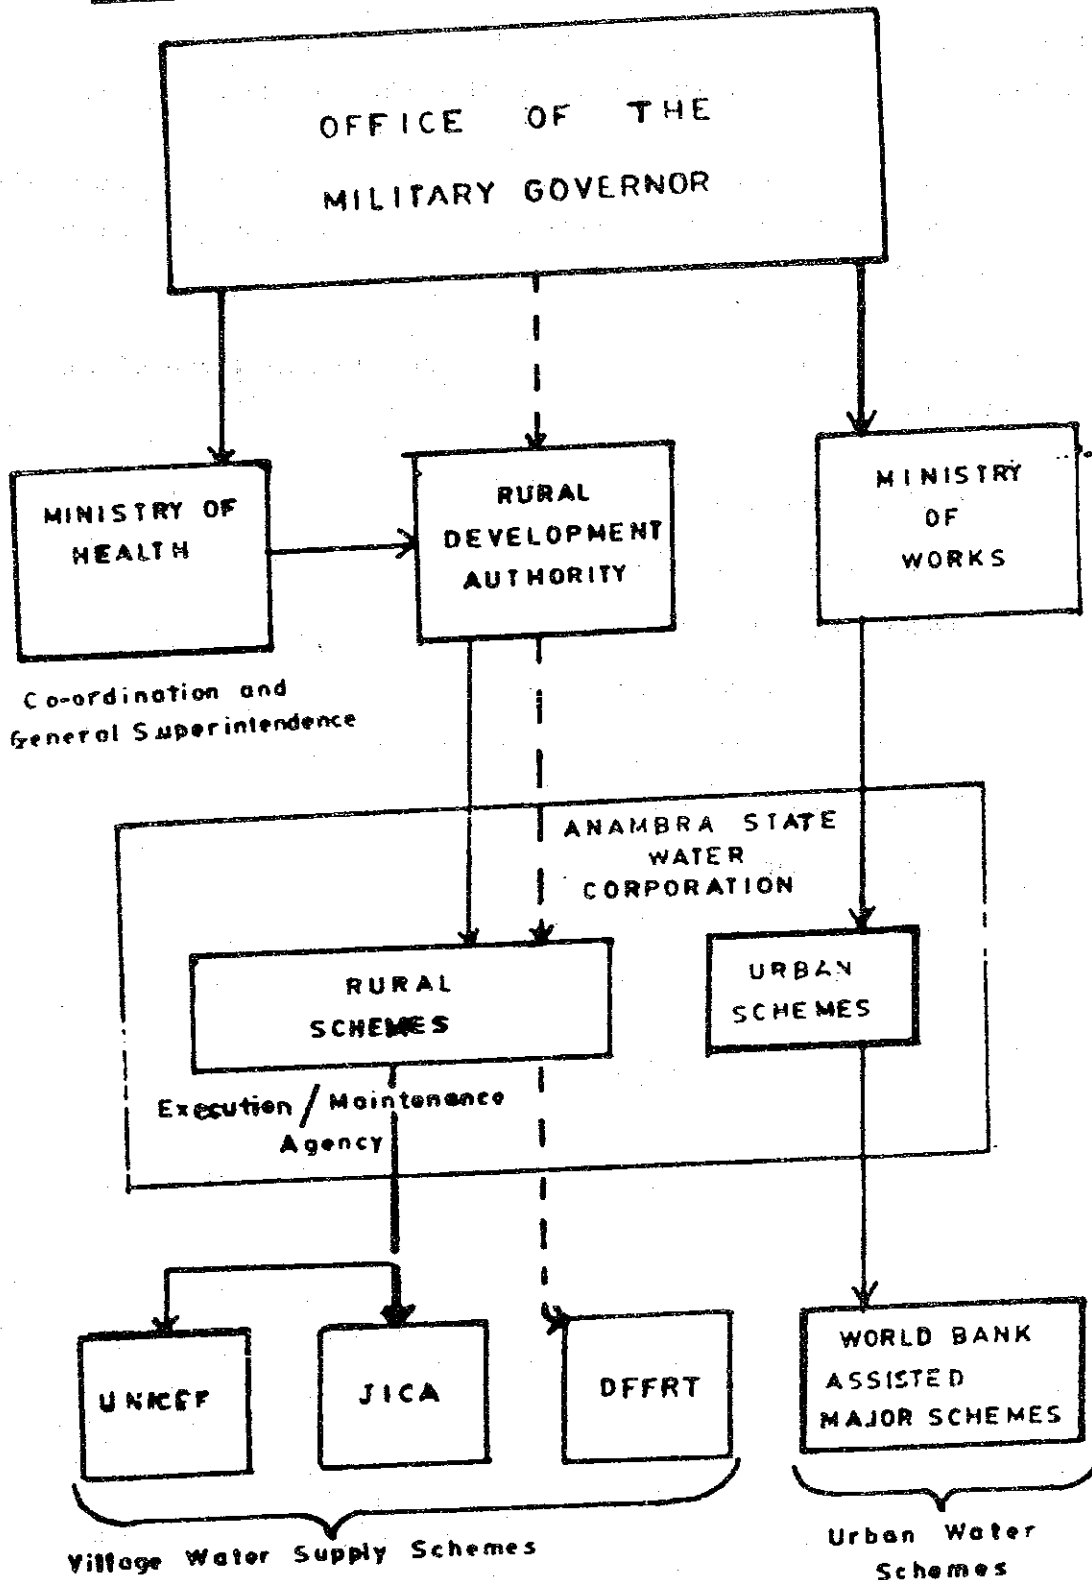 OFFICE OF THE
MILITARY GOVERNOR
MINISTRY OF
HEALTH
RURAL
DEVELOPMENT
AUTHORITY
MINISTRY
OF
WORKS
Co-ordination and
General Superintendence
ANAMBRA STATE
WATER
CORPORATION
RURAL
SCHEMES
URBAN
SCHEMES
Execution / Maintenance
Agency
UNICEF
JICA
DFFRT
WORLD BANK
ASSISTED
MAJOR SCHEMES
Village Water Supply Schemes
Urban Water
Schemes